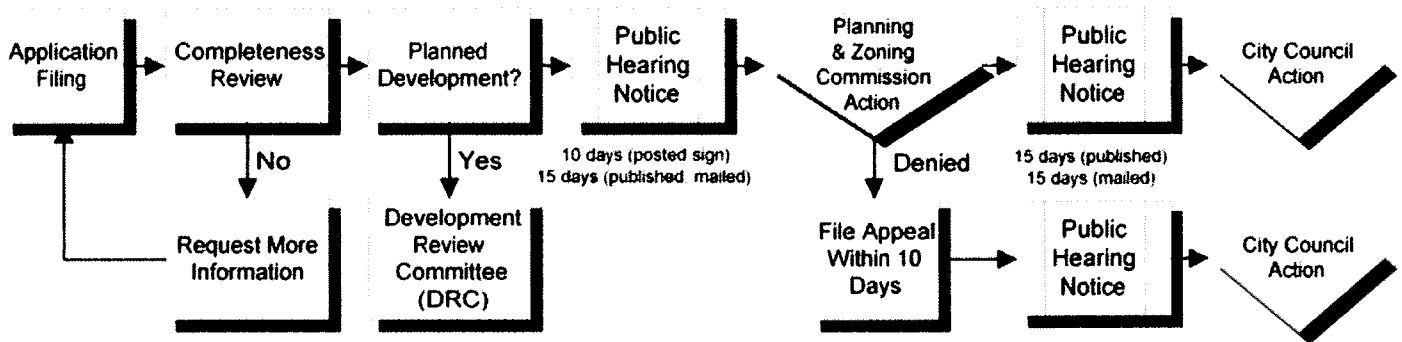 Application
Filing
Completeness
Review
Planned
Development?
Public
Hearing
Notice
Planning
& Zoning
Commission
Action
Public
Hearing
Notice
City Council
Action
No
Yes
10 days (posted sign)
15 days (published, mailed)
Denied
15 days (published)
15 days (mailed)
Request More
Information
Development
Review
Committee
(DRC)
File Appeal
Within 10
Days
Public
Hearing
Notice
City Council
Action